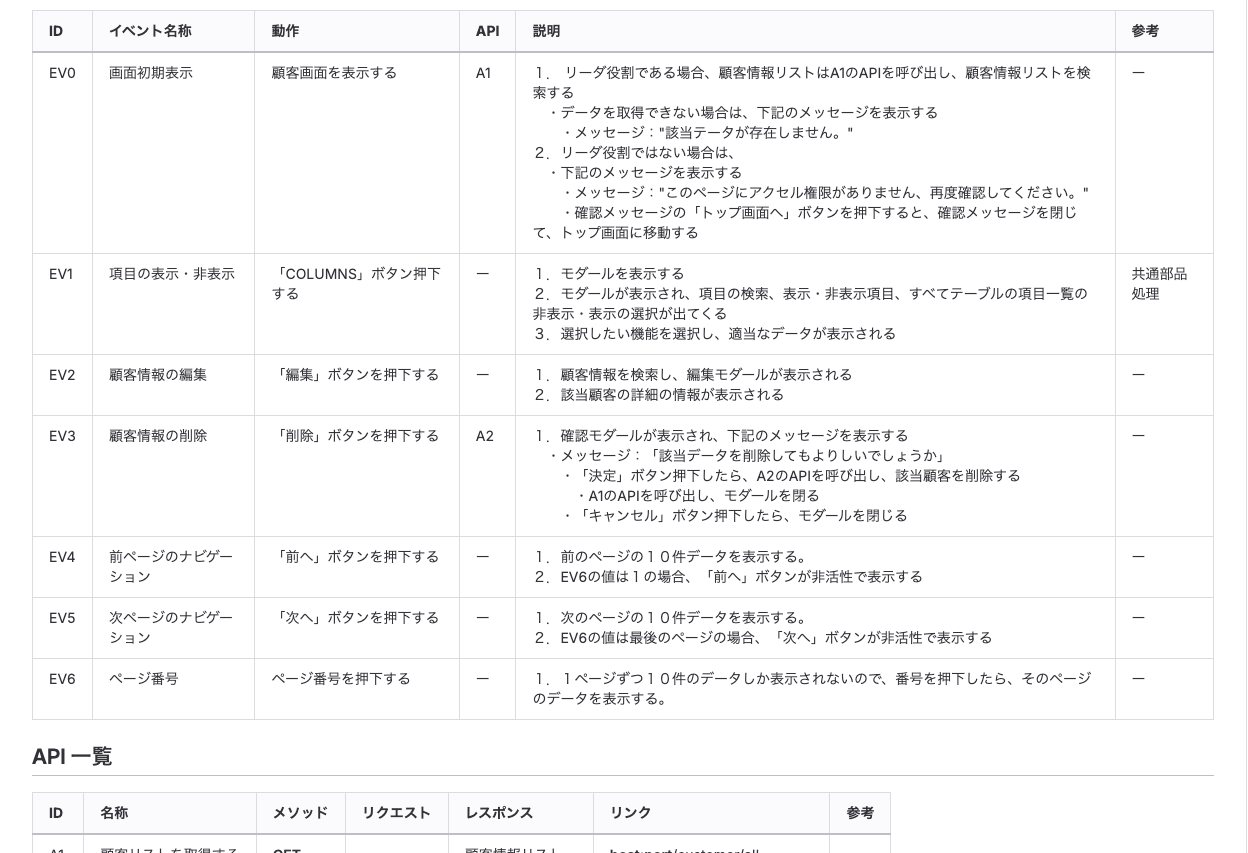 ID イベント名称 動作 API 説明 参考
EV0 画面初期表示 顧客画面を表示する A1 １． リーダ役割である場合、顧客情報リストはA1のAPIを呼び出し、顧客情報リストを検 ー
索する
・データを取得できない場合は、下記のメッセージを表示する
・メッセージ："該当テータが存在しません。"
２．リーダ役割ではない場合は、
・下記のメッセージを表示する
・メッセージ："このページにアクセル権限がありません、再度確認してください。"
・確認メッセージの「トップ画面へ」ボタンを押下すると、確認メッセージを閉じ
て、トップ画面に移動する
EV1 項目の表示・非表示 「COLUMNS」ボタン押下 ー １．モダールを表示する 共通部品
する ２．モダールが表示され、項目の検索、表示・非表示項目、すべてテーブルの項目一覧の 処理
非表示・表示の選択が出てくる
３．選択したい機能を選択し、適当なデータが表示される
EV2 顧客情報の編集 「編集」ボタンを押下する ー １．顧客情報を検索し、編集モダールが表示される ー
２．該当顧客の詳細の情報が表示される
EV3 顧客情報の削除 「削除」ボタンを押下する A2 １．確認モダールが表示され、下記のメッセージを表示する ー
・メッセージ：「該当データを削除してもよりしいでしょうか」
・「決定」ボタン押下したら、A2のAPIを呼び出し、該当顧客を削除する
・A1のAPIを呼び出し、モダールを閉る
・「キャンセル」ボタン押下したら、モダールを閉じる
EV4 前ページのナビゲー 「前へ」ボタンを押下する ー １．前のページの１０件データを表示する。 ー
ション ２．EV6の値は１の場合、「前へ」ボタンが非活性で表示する
EV5 次ページのナビゲー 「次へ」ボタンを押下する ー １．次のページの１０件データを表示する。 ー
ション ２．EV6の値は最後のページの場合、「次へ」ボタンが非活性で表示する
EV6 ページ番号 ページ番号を押下する ー １．１ページずつ１０件のデータしか表示されないので、番号を押下したら、そのページ ー
のデータを表示する。
API 一覧
ID 名称 メソッド リクエスト レスポンス リンク 参考
A1 顧客リストを取得する GET 顧客情報リスト